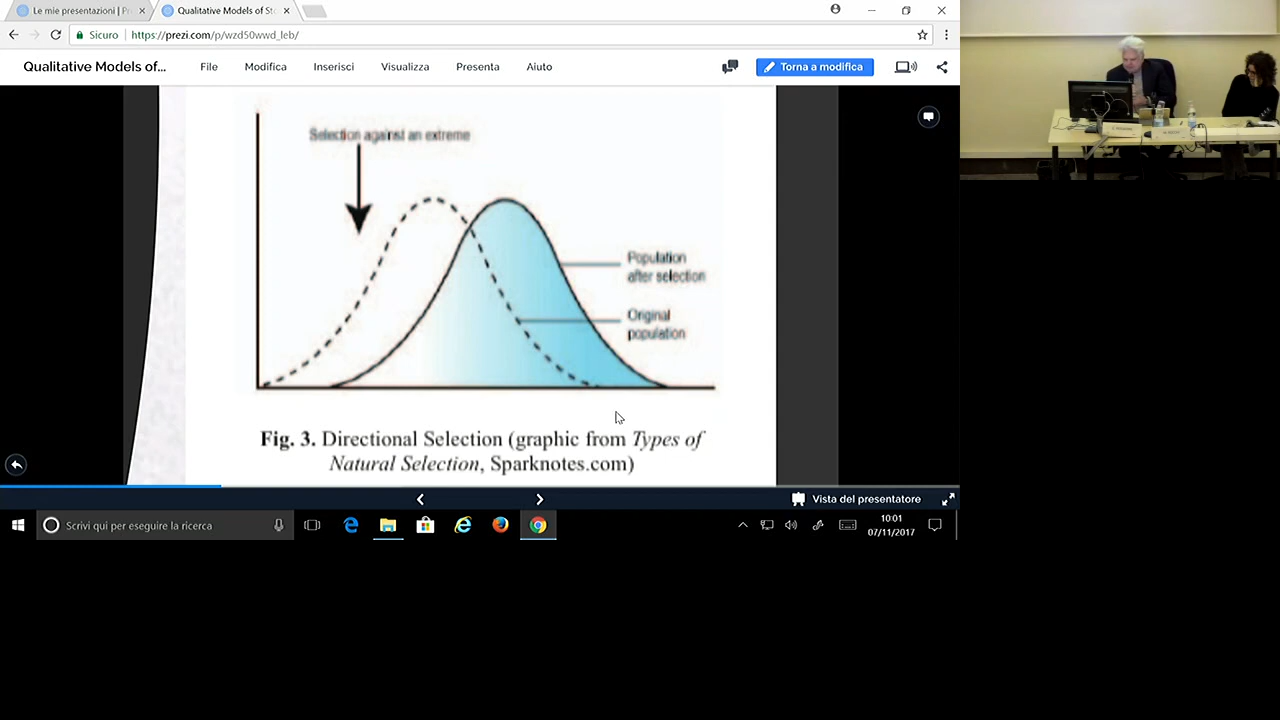 Le mie presentazioni | Pr
Qualitative Models of Sto
Sicuro
https://prezi.com/p/wzd50wwd_leb/
Qualitative Models of...
File
Modifica
Inserisci
Visualizza
Presenta
Aiuto
Torna a modifica
Selection against an extreme
Population
after selection
Original
population
Fig. 3. Directional Selection (graphic from Types of
Natural Selection, Sparknotes.com)
Vista del presentatore
Scrivi qui per eseguire la ricerca
10:01
07/11/2017